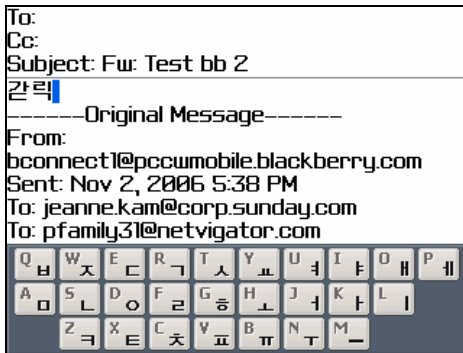 To:
Cc:
Subject: Fw: Test bb 2
갇릭
------Original Message------
From:
bconnect1@pccwmobile.blackberry.com
Sent: Nov 2, 2006 5:38 PM
To: jeanne.kam@corp.sunday.com
To: pfamily31@netvigator.com
Q ㅂ W ㅈ E ㄷ R ㄱ T ㅅ Y ㅛ U ㅕ I ㅑ O ㅐ P ㅔ
A ㅁ S ㄴ D ㅇ F ㄹ G ㅎ H ㅗ J ㅓ K ㅏ L ㅣ
Z ㅋ X ㅌ C ㅊ V ㅍ B ㅠ N ㅜ M ㅡ